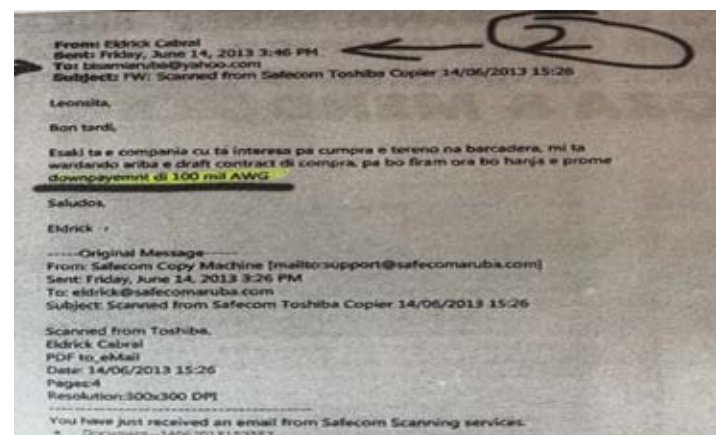 2
From: Eldrick Cabral
Sent: Friday, June 14, 2013 3:46 PM
To: bisamiaruba@yahoo.com
Subject: FW: Scanned from Safecom Toshiba Copier 14/06/2013 15:26
Leonsita,
Bon tardi,
Esaki ta e compania cu ta interesa pa cumpra e tereno na barcadera, mi ta
wardando ariba e draft contract di compra, pa bo firam ora bo hanja e prome
downpayemnt di 100 mil AWG
Saludos,
Eldrick
-----Original Message-----
From: Safecom Copy Machine [mailto:support@safecomaruba.com]
Sent: Friday, June 14, 2013 3:26 PM
To: eldrick@safecomaruba.com
Subject: Scanned from Safecom Toshiba Copier 14/06/2013 15:26
Scanned from Toshiba.
Eldrick Cabral
PDF to_eMail
Date: 14/06/2013 15:26
Pages:4
Resolution:300x300 DPI
--------------------
You have just received an email from Safecom Scanning services.